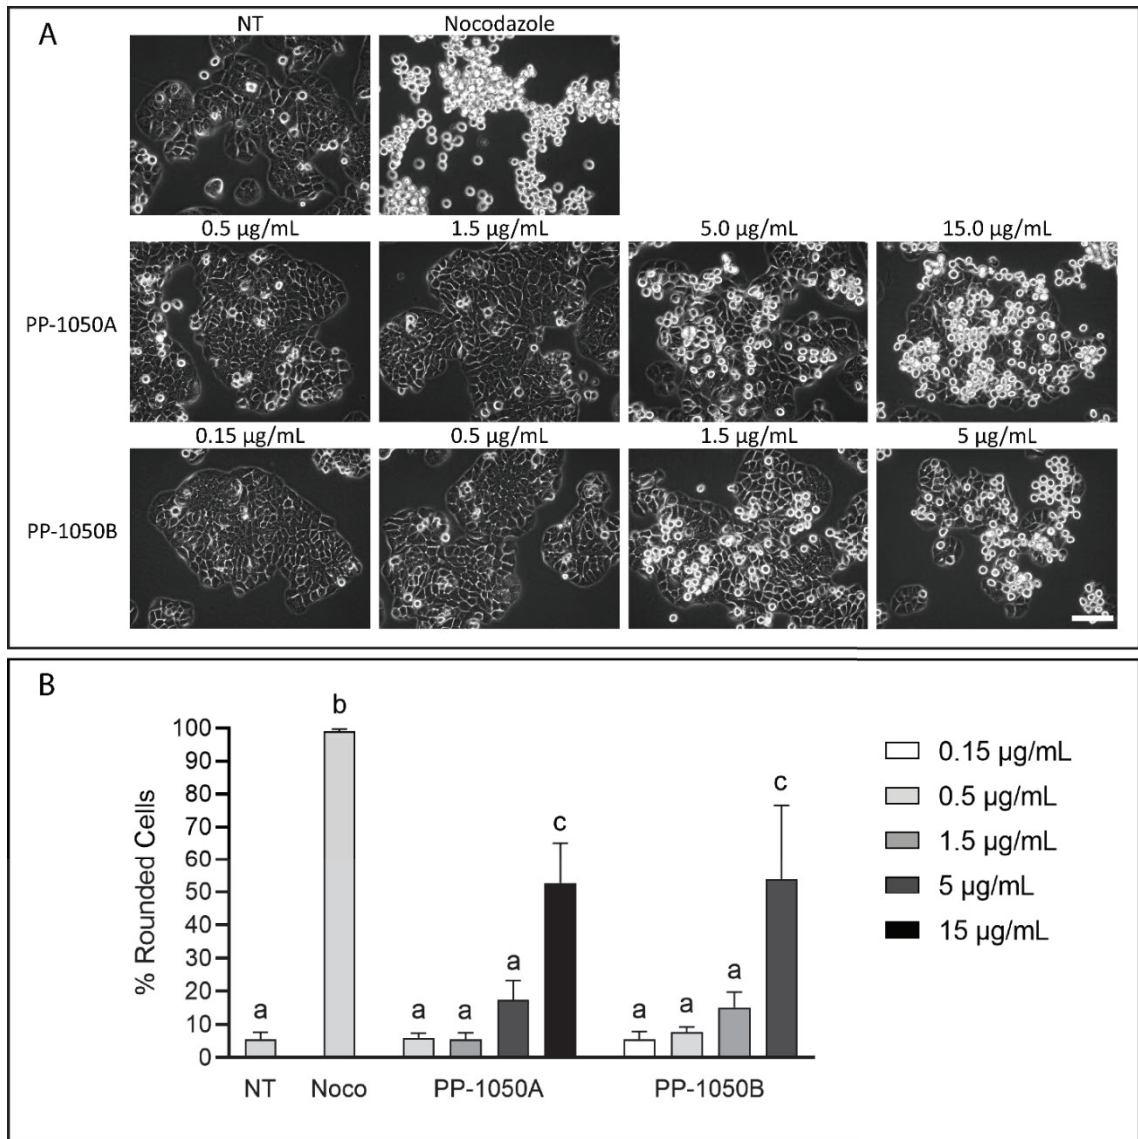 A
NT
Nocodazole
0.5 µg/mL
1.5 µg/mL
5.0 µg/mL
15.0 µg/mL
PP-1050A
0.15 µg/mL
0.5 µg/mL
1.5 µg/mL
5 µg/mL
PP-1050B
B
% Rounded Cells
100
90
80
70
60
50
40
30
20
10
0
a
b
a
a
a
c
a
a
a
c
NT
Noco
PP-1050A
PP-1050B
0.15 µg/mL
0.5 µg/mL
1.5 µg/mL
5 µg/mL
15 µg/mL